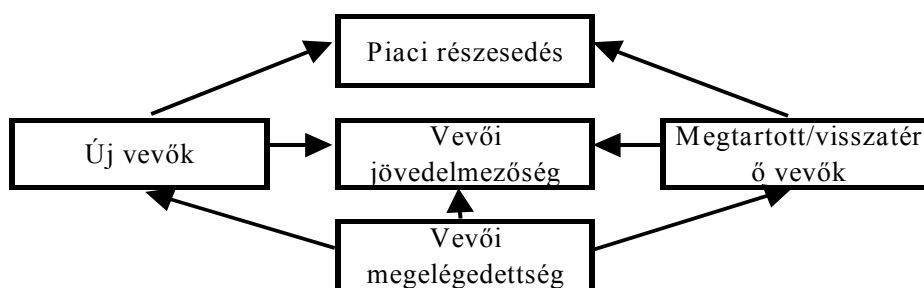 Piaci részesedés
Új vevők
Vevői
jövedelmezőség
Megtartott/visszatér
ő vevők
Vevői
megelégedettség